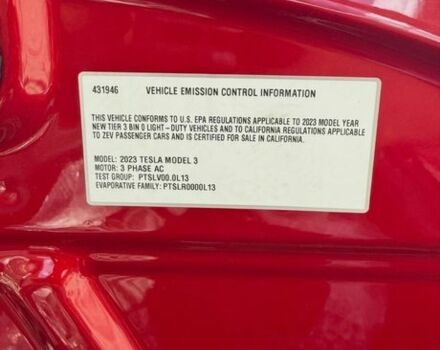 431946 VEHICLE EMISSION CONTROL INFORMATION
THIS VEHICLE CONFORMS TO U.S. EPA REGULATIONS APPLICABLE TO 2023 MODEL YEAR
NEW TIER 3 BIN 0 LIGHT-DUTY VEHICLES AND TO CALIFORNIA REGULATIONS APPLICABLE
TO ZEV PASSENGER CARS AND IS CERTIFIED FOR SALE IN CALIFORNIA.
MODEL: 2023 TESLA MODEL 3
MOTOR: 3 PHASE AC
TEST GROUP: PTSLV00.0L13
EVAPORATIVE FAMILY: PTSLR0000L13